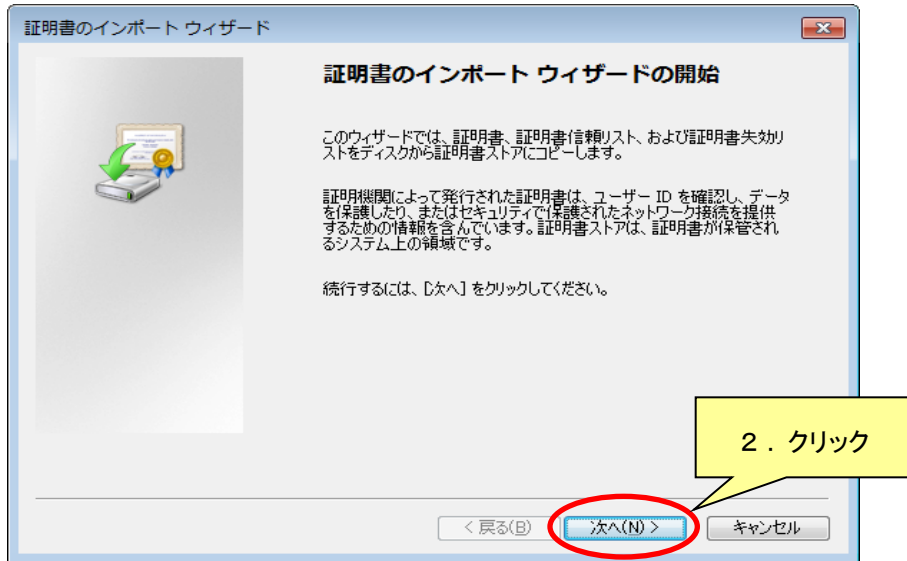 証明書のインポート ウィザード
証明書のインポート ウィザードの開始
このウィザードでは、証明書、証明書信頼リスト、および証明書失効リ
ストをディスクから証明書ストアにコピーします。
証明機関によって発行された証明書は、ユーザー ID を確認し、データ
を保護したり、またはセキュリティで保護されたネットワーク接続を提供
するための情報を含んでいます。証明書ストアは、証明書が保管され
るシステム上の領域です。
続行するには、[次へ] をクリックしてください。
２．クリック
< 戻る(B)
次へ(N) >
キャンセル